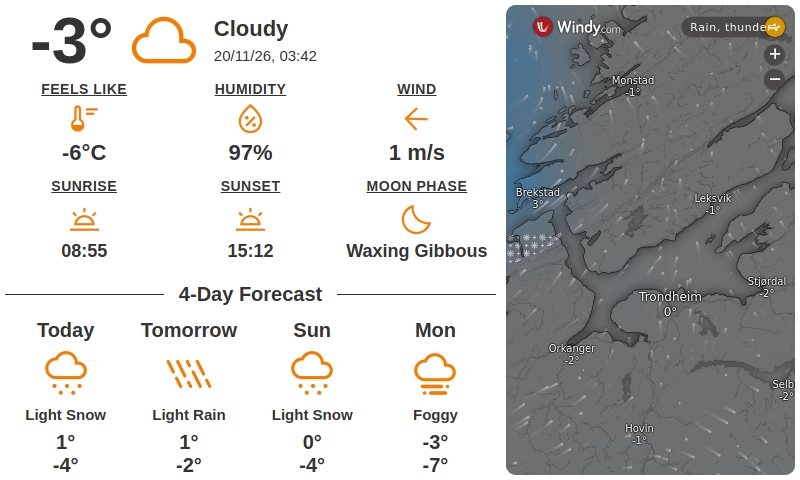 -3°
Cloudy
20/11/26, 03:42
FEELS LIKE HUMIDITY WIND
-6°C 97% 1 m/s
SUNRISE SUNSET MOON PHASE
08:55 15:12 Waxing Gibbous
4-Day Forecast
Today Tomorrow Sun Mon
Light Snow Light Rain Light Snow Foggy
1° 1° 0° -3°
-4° -2° -4° -7°
Windy.com
Rain, thunder
+
−
Monstad
-1°
Brekstad
3°
Leksvik
-1°
Stjørdal
-2°
Trondheim
0°
Orkanger
-2°
Selb
-2°
Hovin
-1°